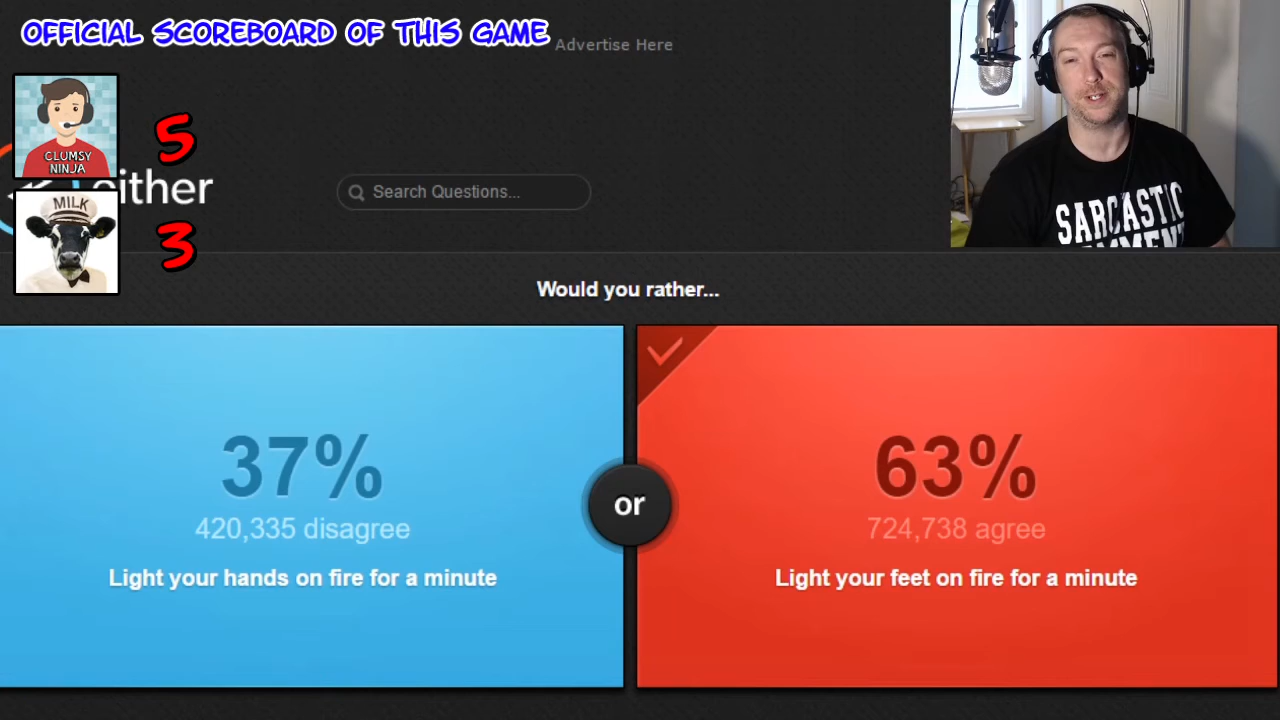 OFFICIAL SCOREBOARD OF THIS GAME
Advertise Here
CLUMSY
NINJA
5
either
Search Questions...
MILK
3
SARCASTIC
Would you rather...
37%
420,335 disagree
Light your hands on fire for a minute
or
63%
724,738 agree
Light your feet on fire for a minute